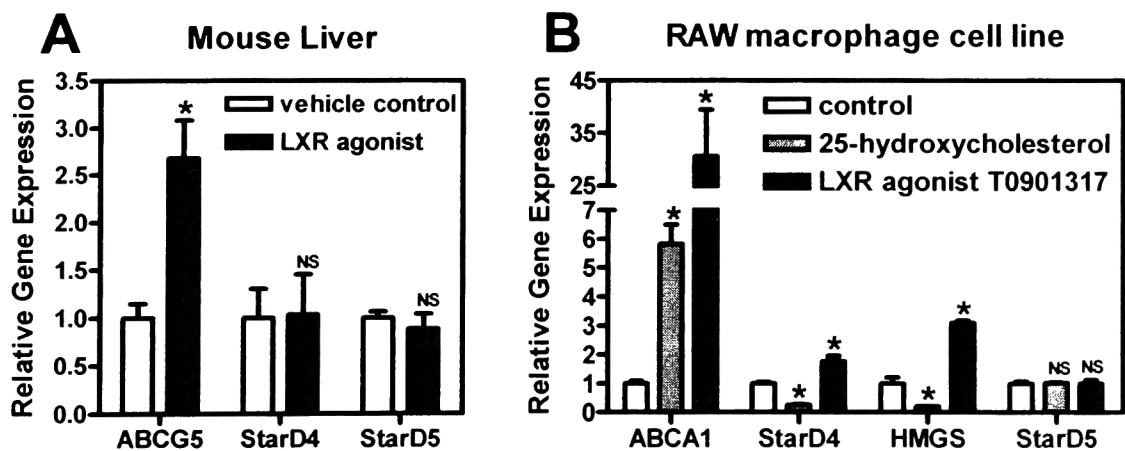 A
Mouse Liver
Relative Gene Expression
3.5
3.0
2.5
2.0
1.5
1.0
0.5
0.0
vehicle control
LXR agonist
*
NS
NS
ABCG5
StarD4
StarD5
B
RAW macrophage cell line
Relative Gene Expression
45
35
25
7
6
5
4
3
2
1
0
control
25-hydroxycholesterol
LXR agonist T0901317
*
*
*
*
*
*
NS
NS
ABCA1
StarD4
HMGS
StarD5